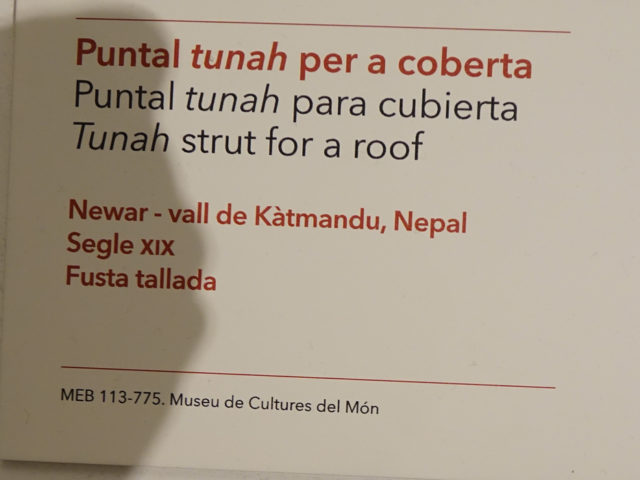 Puntal tunah per a coberta
Puntal tunah para cubierta
Tunah strut for a roof
Newar - vall de Kàtmandu, Nepal
Segle XIX
Fusta tallada
MEB 113-775. Museu de Cultures del Món